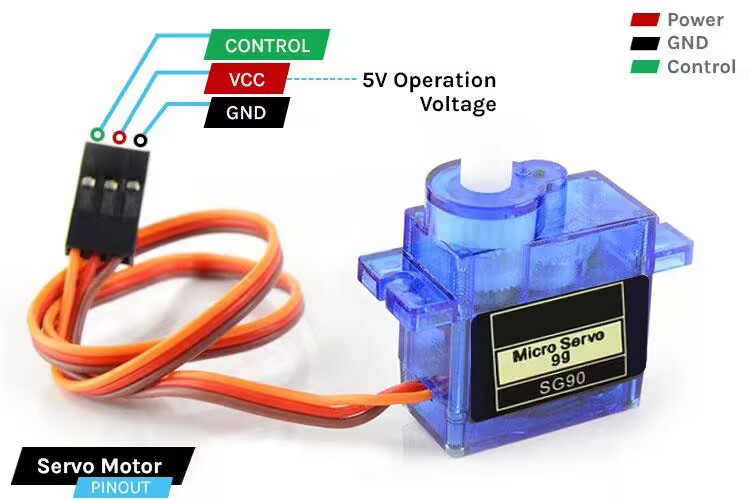 CONTROL
VCC
GND
5V Operation
Voltage
Power
GND
Control
Micro Servo
9g
SG90
Servo Motor
PINOUT